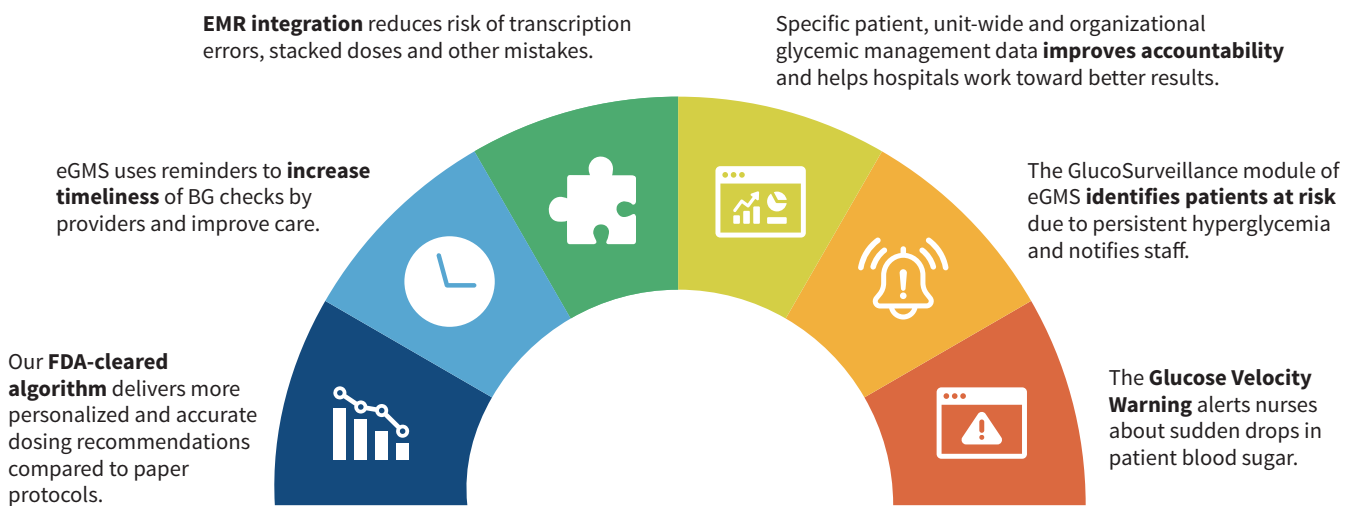 Our FDA-cleared
algorithm delivers more
personalized and accurate
dosing recommendations
compared to paper
protocols.
eGMS uses reminders to increase
timeliness of BG checks by
providers and improve care.
EMR integration reduces risk of transcription
errors, stacked doses and other mistakes.
Specific patient, unit-wide and organizational
glycemic management data improves accountability
and helps hospitals work toward better results.
The GlucoSurveillance module of
eGMS identifies patients at risk
due to persistent hyperglycemia
and notifies staff.
The Glucose Velocity
Warning alerts nurses
about sudden drops in
patient blood sugar.